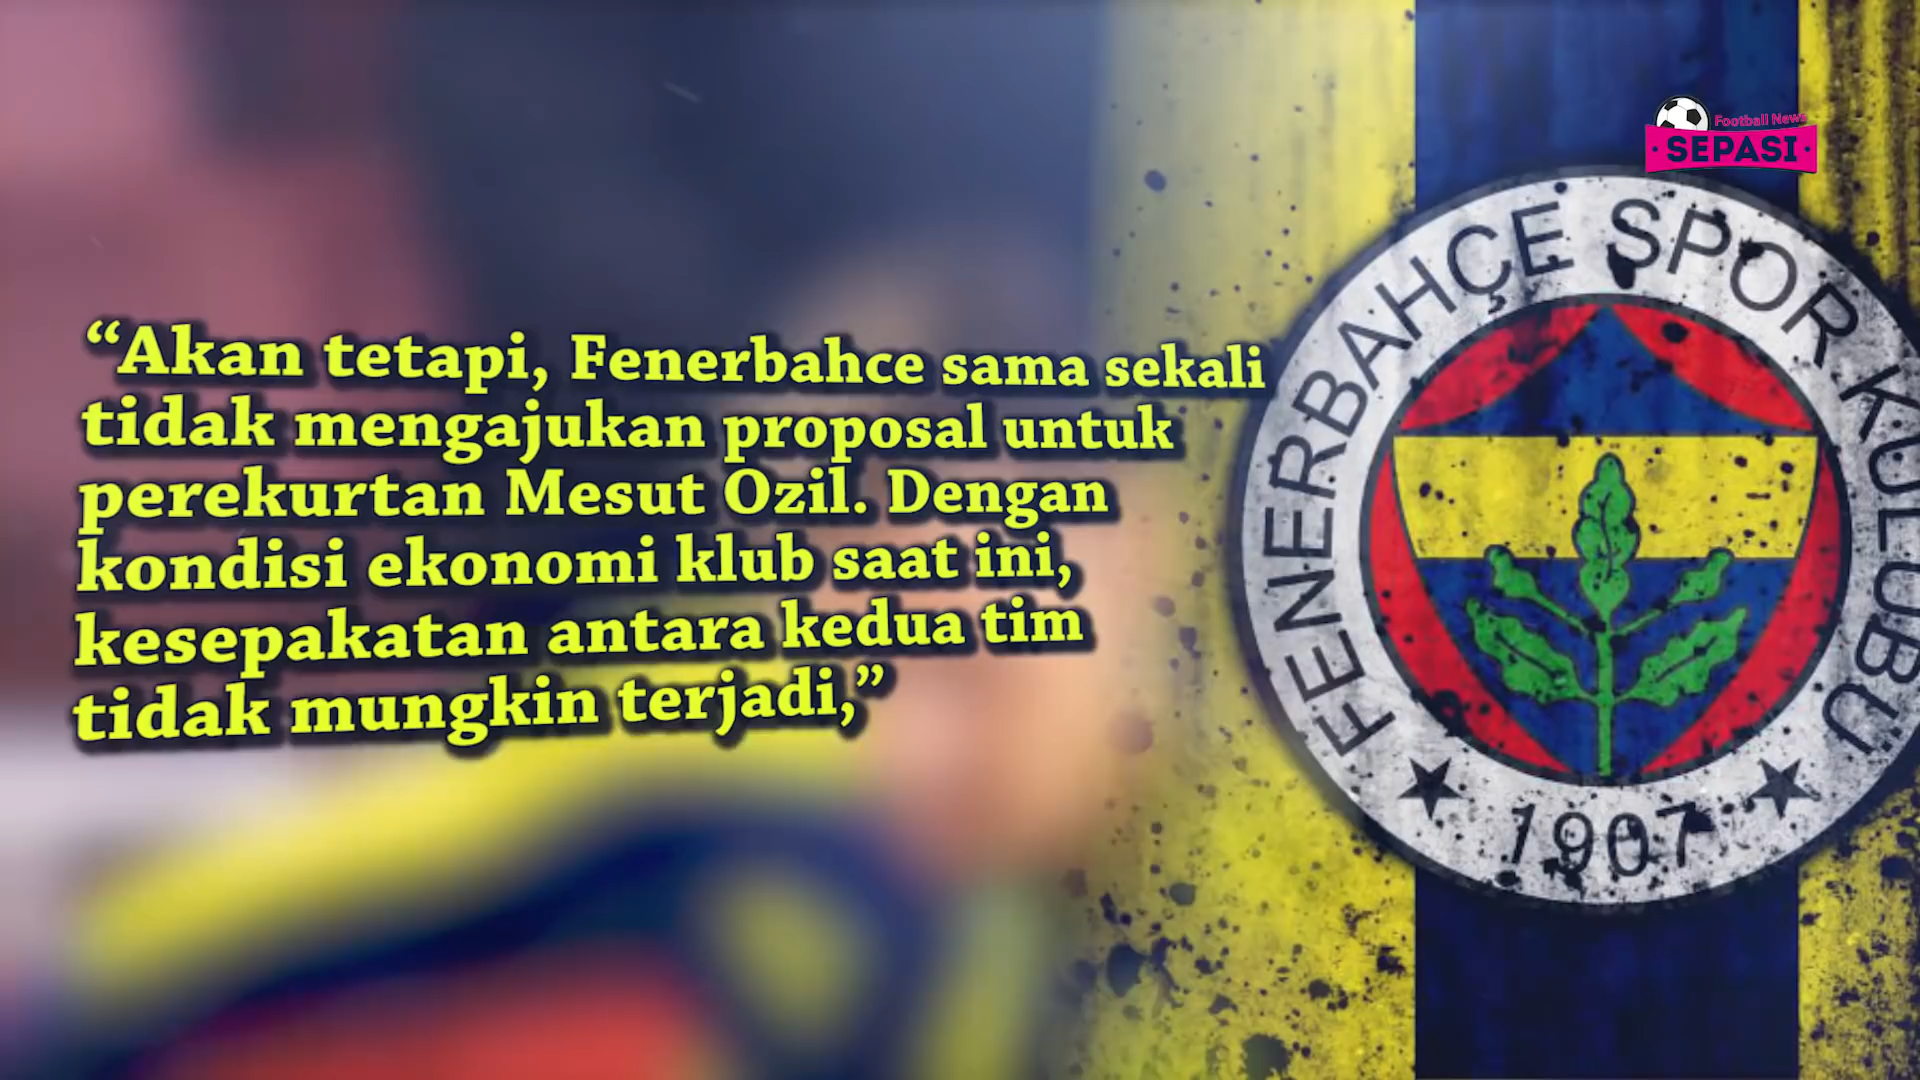 Football News
SEPASI
“Akan tetapi, Fenerbahce sama sekali
tidak mengajukan proposal untuk
perekurtan Mesut Ozil. Dengan
kondisi ekonomi klub saat ini,
kesepakatan antara kedua tim
tidak mungkin terjadi,”
FENERBAHÇE SPOR KULÜBÜ
1907